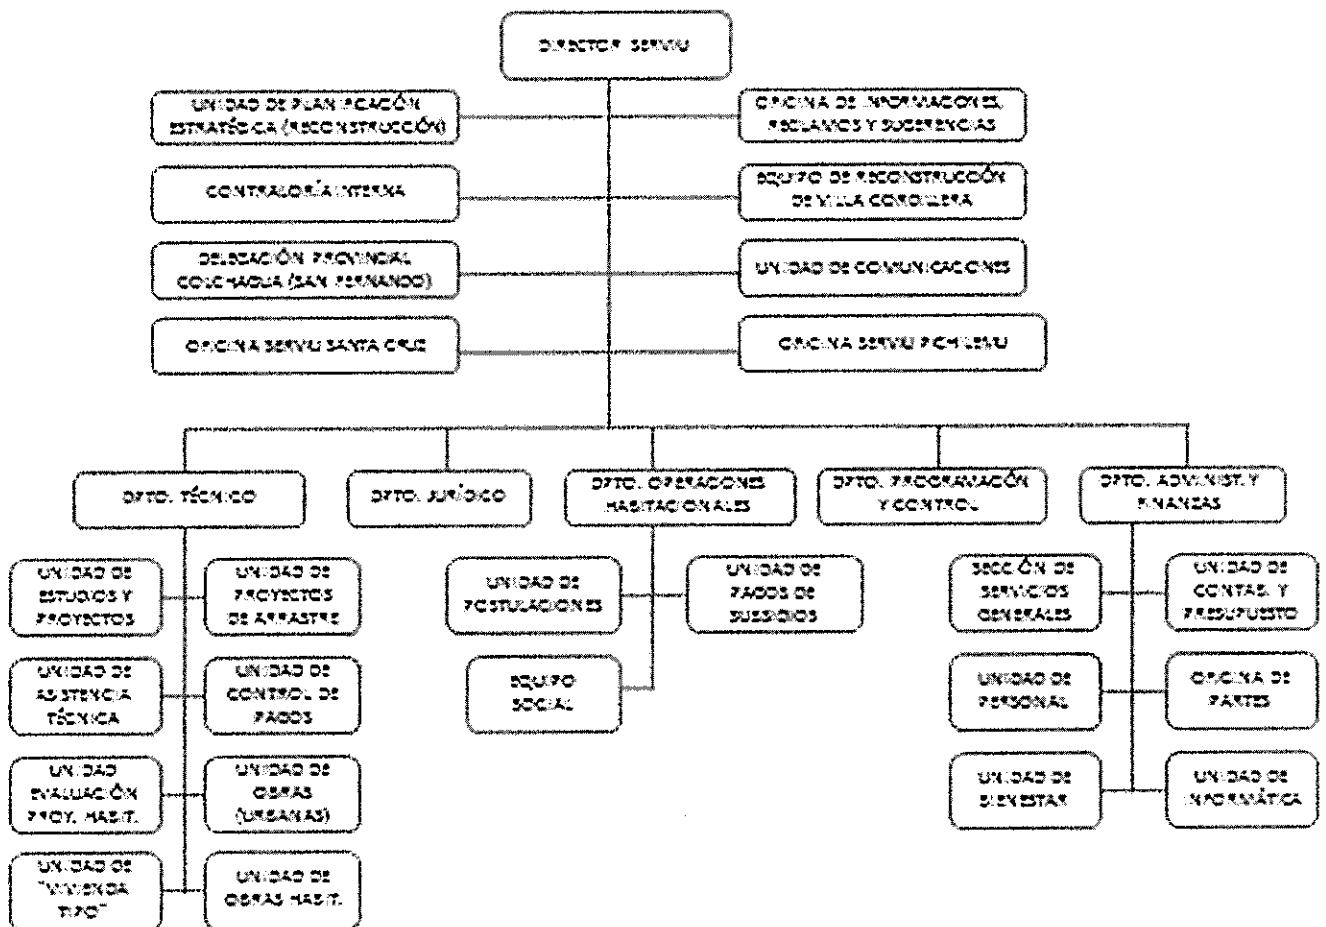 DIRECTOR SERVIU
UNIDAD DE PLANIFICACIÓN
ESTRATÉGICA (RECONSTRUCCIÓN)
OFICINA DE INFORMACIONES,
RECLAMOS Y SUGERENCIAS
CONTRALORÍA INTERNA
EQUIPO DE RECONSTRUCCIÓN
DE VILLA CORDILLERA
DELEGACIÓN PROVINCIAL
COLCHAGUA (SAN FERNANDO)
UNIDAD DE COMUNICACIONES
OFICINA SERVIU SANTA CRUZ
OFICINA SERVIU PICHILEMU
DPTO. TÉCNICO
DPTO. JURÍDICO
DPTO. OPERACIONES
HABITACIONALES
DPTO. PROGRAMACIÓN
Y CONTROL
DPTO. ADMINIST. Y
FINANZAS
UNIDAD DE
ESTUDIOS Y
PROYECTOS
UNIDAD DE
PROYECTOS
DE ARRASTRE
UNIDAD DE
POSTULACIONES
UNIDAD DE
PAGOS DE
SUBSIDIOS
SECCIÓN DE
SERVICIOS
GENERALES
UNIDAD DE
CONTAB. Y
PRESUPUESTO
UNIDAD DE
ASISTENCIA
TÉCNICA
UNIDAD DE
CONTROL DE
PAGOS
EQUIPO
SOCIAL
UNIDAD DE
PERSONAL
OFICINA DE
PARTES
UNIDAD
EVALUACIÓN
PROY. HABIT.
UNIDAD DE
OBRAS
(URBANAS)
UNIDAD DE
BIENESTAR
UNIDAD DE
INFORMÁTICA
UNIDAD DE
"VIVIENDA
TIPO"
UNIDAD DE
OBRAS HABIT.